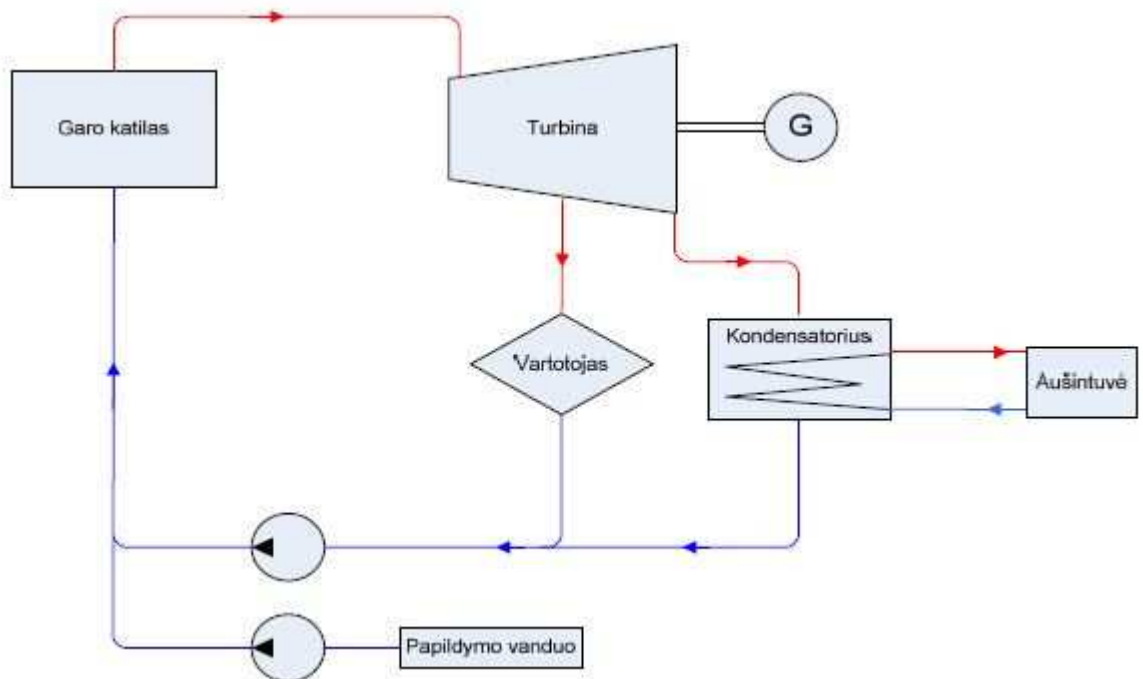 Garo katilas
Turbina
G
Vartotojas
Kondensatorius
Aušintuvė
Papildymo vanduo